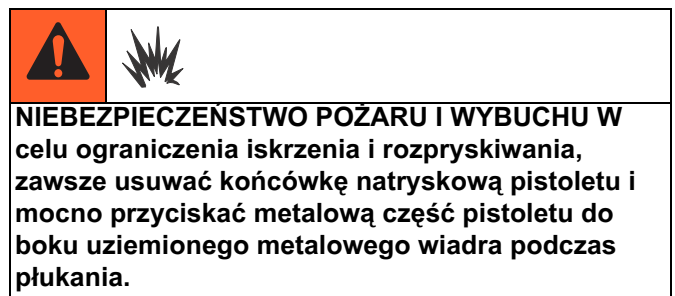 NIEBEZPIECZEŃSTWO POŻARU I WYBUCHU W
celu ograniczenia iskrzenia i rozpryskiwania,
zawsze usuwać końcówkę natryskową pistoletu i
mocno przyciskać metalową część pistoletu do
boku uziemionego metalowego wiadra podczas
płukania.